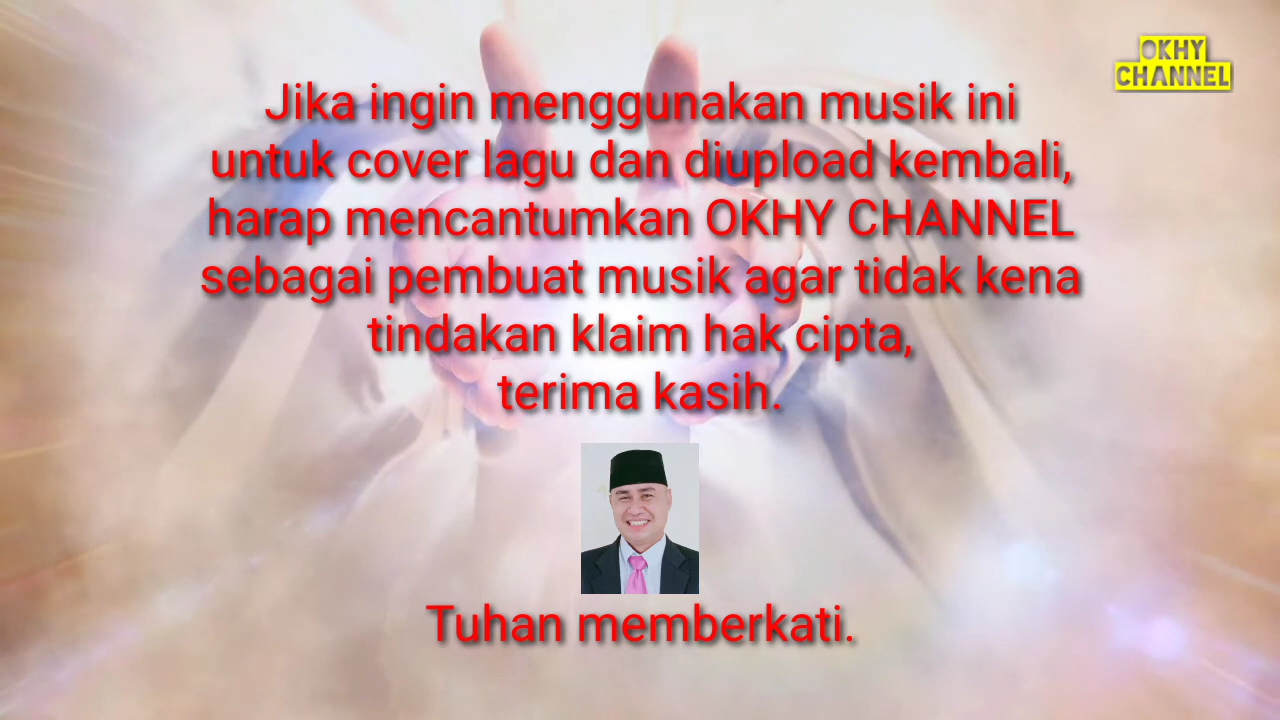 OKHY
CHANNEL
Jika ingin menggunakan musik ini
untuk cover lagu dan diupload kembali,
harap mencantumkan OKHY CHANNEL
sebagai pembuat musik agar tidak kena
tindakan klaim hak cipta,
terima kasih.
Tuhan memberkati.